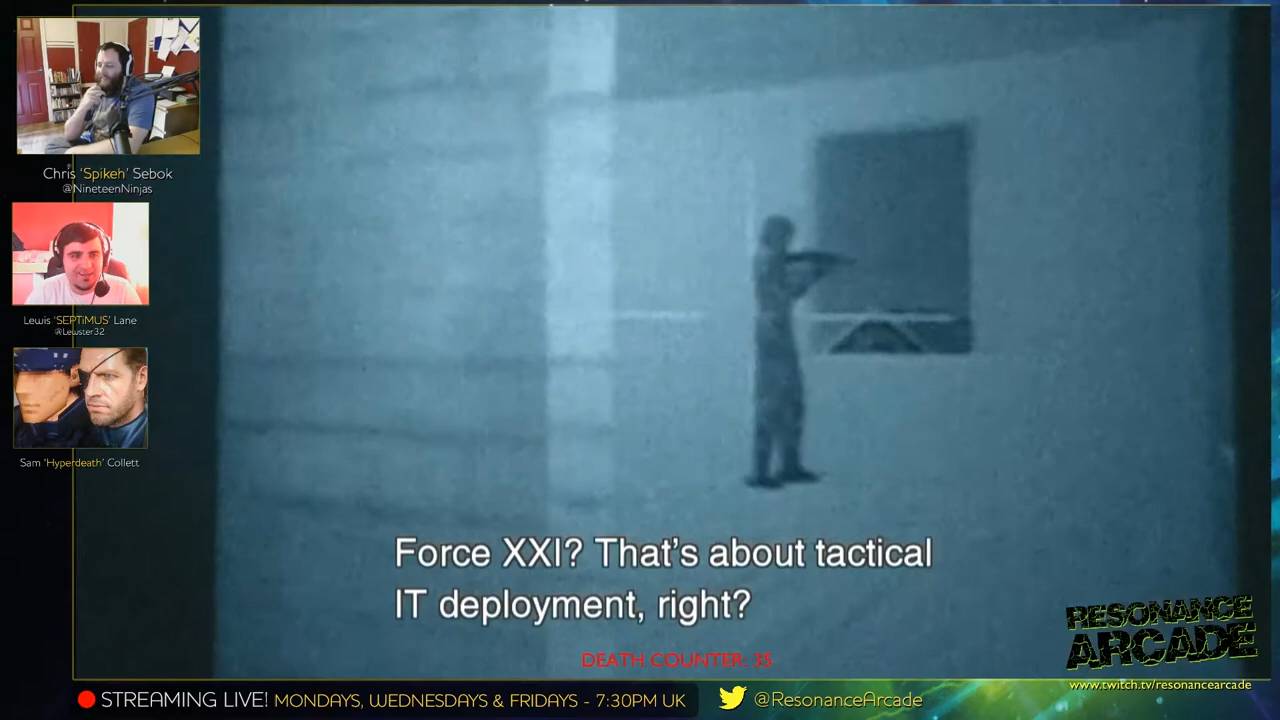 Chris 'Spikeh' Sebok
@NineteenNinjas
Lewis 'SEPTiMUS' Lane
@Lewster32
Sam 'Hyperdeath' Collett
Force XXI? That's about tactical
IT deployment, right?
DEATH COUNTER: 35
RESONANCE
ARCADE
www.twitch.tv/resonancearcade
STREAMING LIVE! MONDAYS, WEDNESDAYS & FRIDAYS - 7:30PM UK
@ResonanceArcade